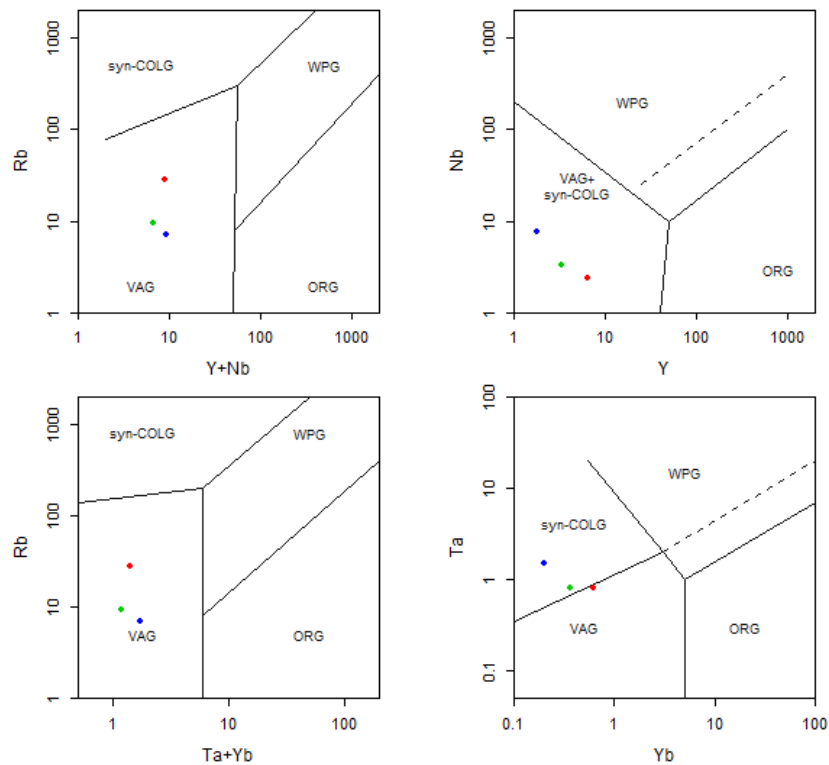 syn-COLG
WPG
VAG
ORG
1
10
100
1000
1
10
100
1000
Rb
Y+Nb
WPG
VAG+
syn-COLG
ORG
1
10
100
1000
1
10
100
1000
Nb
Y
syn-COLG
WPG
VAG
ORG
1
10
100
1000
1
10
100
Rb
Ta+Yb
WPG
syn-COLG
VAG
ORG
0.1
1
10
100
0.1
1
10
100
Ta
Yb